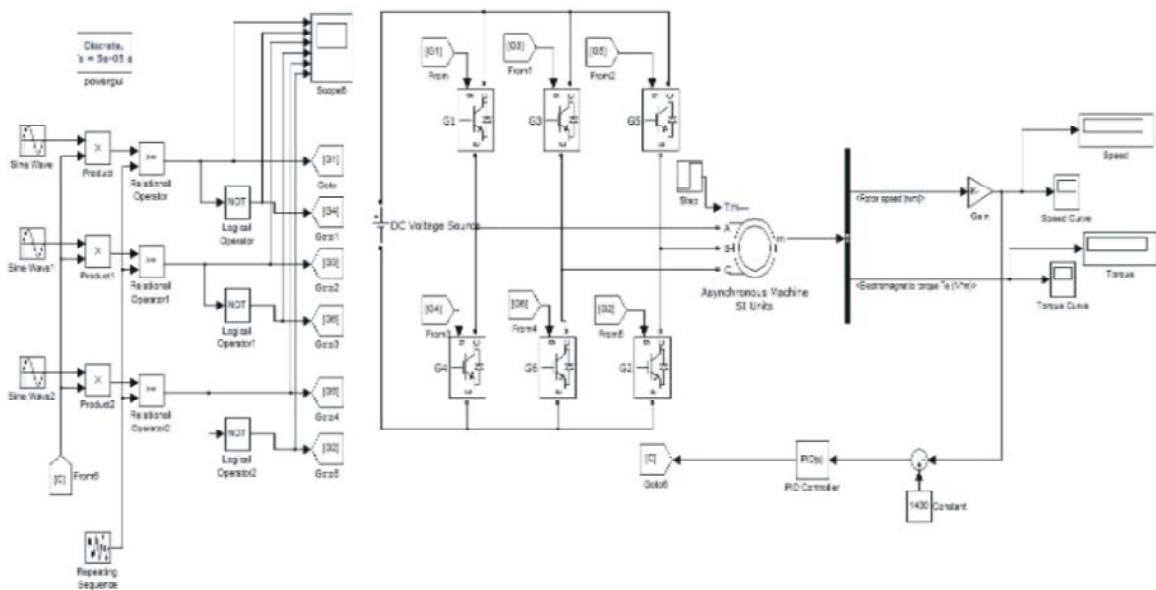 Discrete,
s = 5e-05 s
powergui
Scope6
Sine Wave
Product
>=
Relational
Operator
[G1]
Goto
NOT
Logical
Operator
[G4]
Goto1
Sine Wave1
Product1
>=
Relational
Operator1
[G3]
Goto2
NOT
Logical
Operator1
[G6]
Goto3
Sine Wave2
Product2
>=
Relational
Operator2
[G5]
Goto4
NOT
Logical
Operator2
[G2]
Goto5
[C]
From6
Repeating
Sequence
[G1]
From
[G3]
From1
[G5]
From2
G1
G3
G5
DC Voltage Source
Step
Tm
A
B
C
m
Asynchronous Machine
SI Units
[G4]
From3
[G6]
From4
[G2]
From5
G4
G6
G2
<Rotor speed (wm)>
Gain
Speed
Speed Curve
<Electromagnetic torque Te (N*m)>
Torque
Torque Curve
[C]
Goto6
PID(s)
PID Controller
Constant